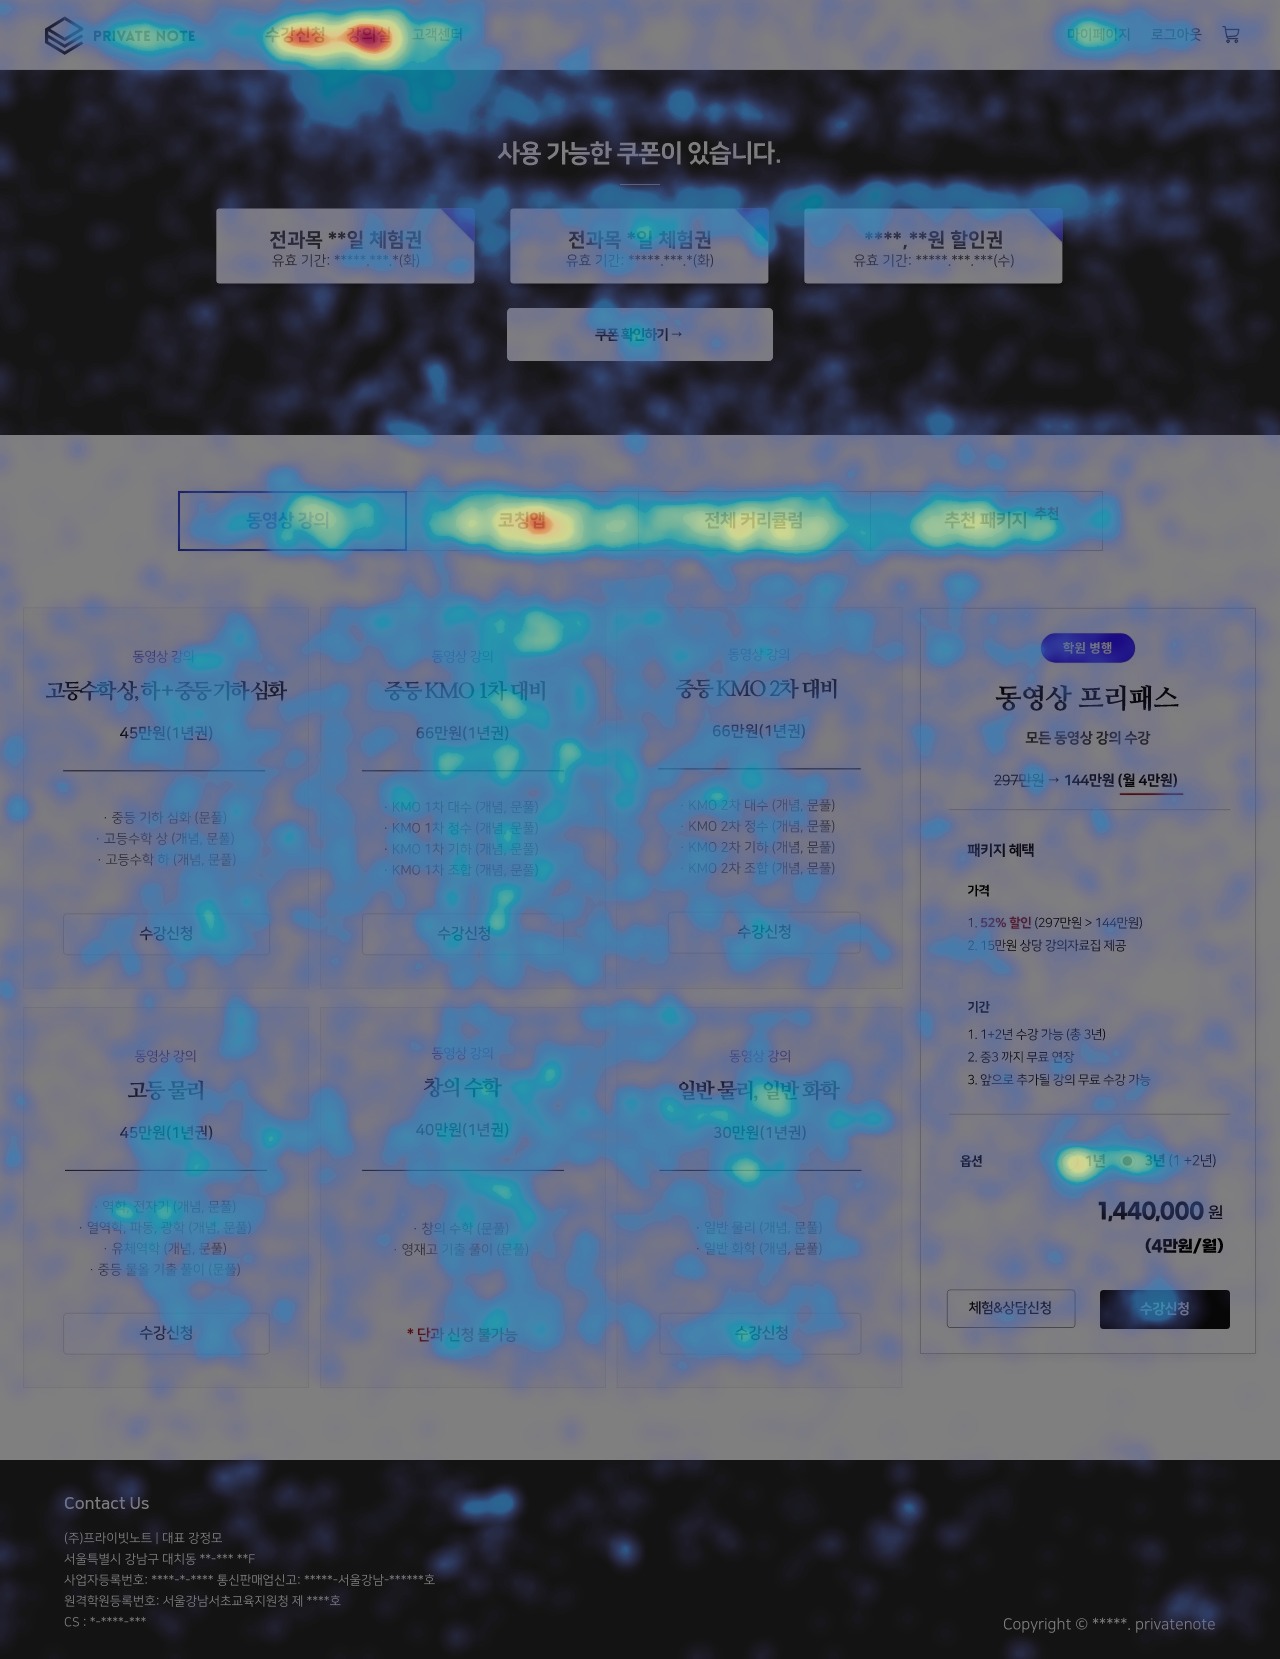 PRIVATE NOTE
수강신청 강의실 고객센터
마이페이지 로그아웃
사용 가능한 쿠폰이 있습니다.
전과목 **일 체험권
유효 기간: *****.***.*(화)
전과목 *일 체험권
유효 기간: *****.***.*(화)
****,**원 할인권
유효 기간: *****.***.***(수)
쿠폰 확인하기 →
동영상 강의
코칭앱
전체 커리큘럼
추천 패키지 추천
동영상 강의
고등수학 상, 하 + 중등 기하 심화
45만원(1년권)
· 중등 기하 심화 (문풀)
· 고등수학 상 (개념, 문풀)
· 고등수학 하 (개념, 문풀)
수강신청
동영상 강의
중등 KMO 1차 대비
66만원(1년권)
· KMO 1차 대수 (개념, 문풀)
· KMO 1차 정수 (개념, 문풀)
· KMO 1차 기하 (개념, 문풀)
· KMO 1차 조합 (개념, 문풀)
수강신청
동영상 강의
중등 KMO 2차 대비
66만원(1년권)
· KMO 2차 대수 (개념, 문풀)
· KMO 2차 정수 (개념, 문풀)
· KMO 2차 기하 (개념, 문풀)
· KMO 2차 조합 (개념, 문풀)
수강신청
학원 병행
동영상 프리패스
모든 동영상 강의 수강
297만원 → 144만원 (월 4만원)
패키지 혜택
가격
1. 52% 할인 (297만원 > 144만원)
2. 15만원 상당 강의자료집 제공
기간
1. 1+2년 수강 가능 (총 3년)
2. 중3 까지 무료 연장
3. 앞으로 추가될 강의 무료 수강 가능
옵션 1년 3년 (1 +2년)
1,440,000 원
(4만원/월)
체험&상담신청 수강신청
동영상 강의
고등 물리
45만원(1년권)
· 역학, 전자기 (개념, 문풀)
· 열역학, 파동, 광학 (개념, 문풀)
· 유체역학 (개념, 문풀)
· 중등 물올 기출 풀이 (문풀)
수강신청
동영상 강의
창의 수학
40만원(1년권)
· 창의 수학 (문풀)
· 영재고 기출 풀이 (문풀)
* 단과 신청 불가능
동영상 강의
일반 물리, 일반 화학
30만원(1년권)
· 일반 물리 (개념, 문풀)
· 일반 화학 (개념, 문풀)
수강신청
Contact Us
(주)프라이빗노트 | 대표 강정모
서울특별시 강남구 대치동 **-*** **F
사업자등록번호: ****-*-**** 통신판매업신고: *****-서울강남-******호
원격학원등록번호: 서울강남서초교육지원청 제 ****호
CS : *-****-***
Copyright © *****. privatenote